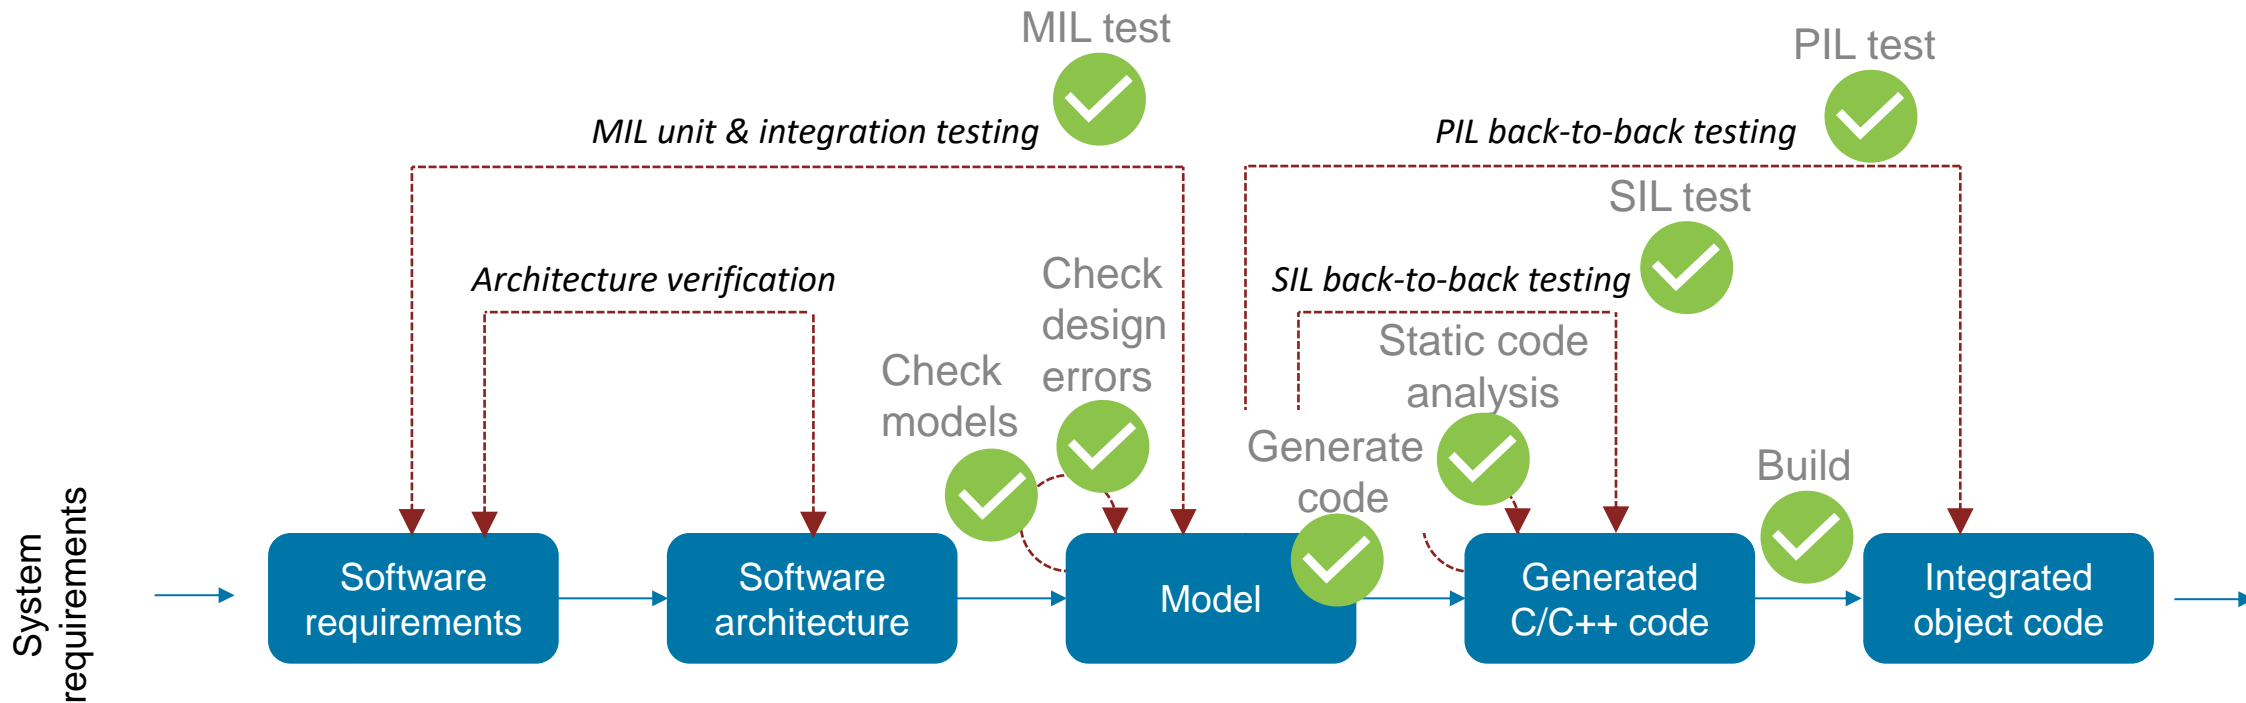 MIL test
PIL test
MIL unit & integration testing
PIL back-to-back testing
SIL test
Architecture verification
Check
design
errors
SIL back-to-back testing
Check
models
Static code
analysis
Generate
code
Build
System
requirements
Software
requirements
Software
architecture
Model
Generated
C/C++ code
Integrated
object code